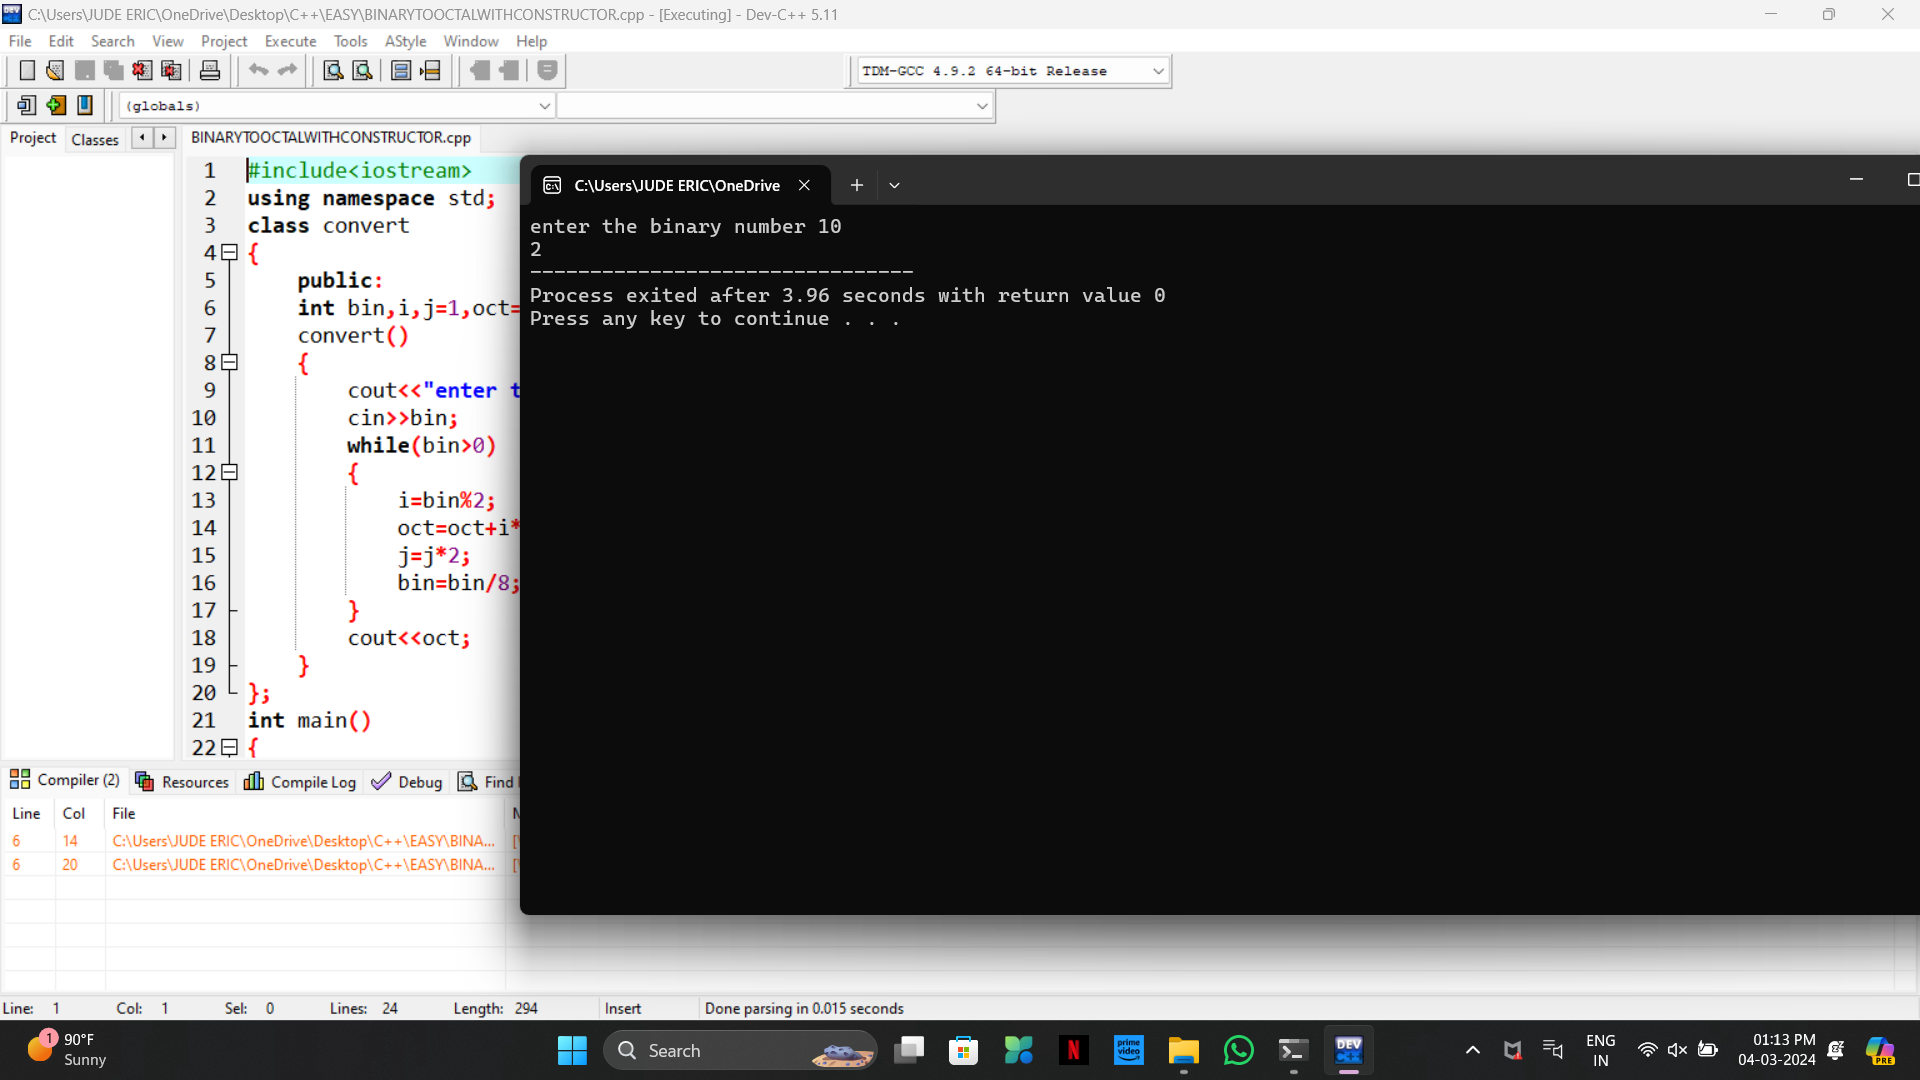 C:\Users\JUDE ERIC\OneDrive\Desktop\C++\EASY\BINARYTOOCTALWITHCONSTRUCTOR.cpp - [Executing] - Dev-C++ 5.11
File Edit Search View Project Execute Tools AStyle Window Help
TDM-GCC 4.9.2 64-bit Release
(globals)
Project Classes BINARYTOOCTALWITHCONSTRUCTOR.cpp
1 #include<iostream>
2 using namespace std;
3 class convert
4 {
5 public:
6 int bin,i,j=1,oct=
7 convert()
8 {
9 cout<<"enter t
10 cin>>bin;
11 while(bin>0)
12 {
13 i=bin%2;
14 oct=oct+i*
15 j=j*2;
16 bin=bin/8;
17 }
18 cout<<oct;
19 }
20 };
21 int main()
22 {
C:\Users\JUDE ERIC\OneDrive
enter the binary number 10
2
--------------------------------
Process exited after 3.96 seconds with return value 0
Press any key to continue . . .
Compiler (2) Resources Compile Log Debug Find
Line Col File
6 14 C:\Users\JUDE ERIC\OneDrive\Desktop\C++\EASY\BINA...
6 20 C:\Users\JUDE ERIC\OneDrive\Desktop\C++\EASY\BINA...
Line: 1 Col: 1 Sel: 0 Lines: 24 Length: 294 Insert Done parsing in 0.015 seconds
1
90°F
Sunny
Search
N
prime video
DEV C++
ENG
IN
01:13 PM
04-03-2024
PRE